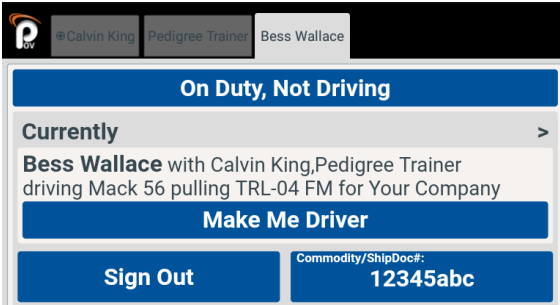 POV
⊕Calvin King
Pedigree Trainer
Bess Wallace
On Duty, Not Driving
Currently >
Bess Wallace with Calvin King,Pedigree Trainer
driving Mack 56 pulling TRL-04 FM for Your Company
Make Me Driver
Sign Out
Commodity/ShipDoc#:
12345abc